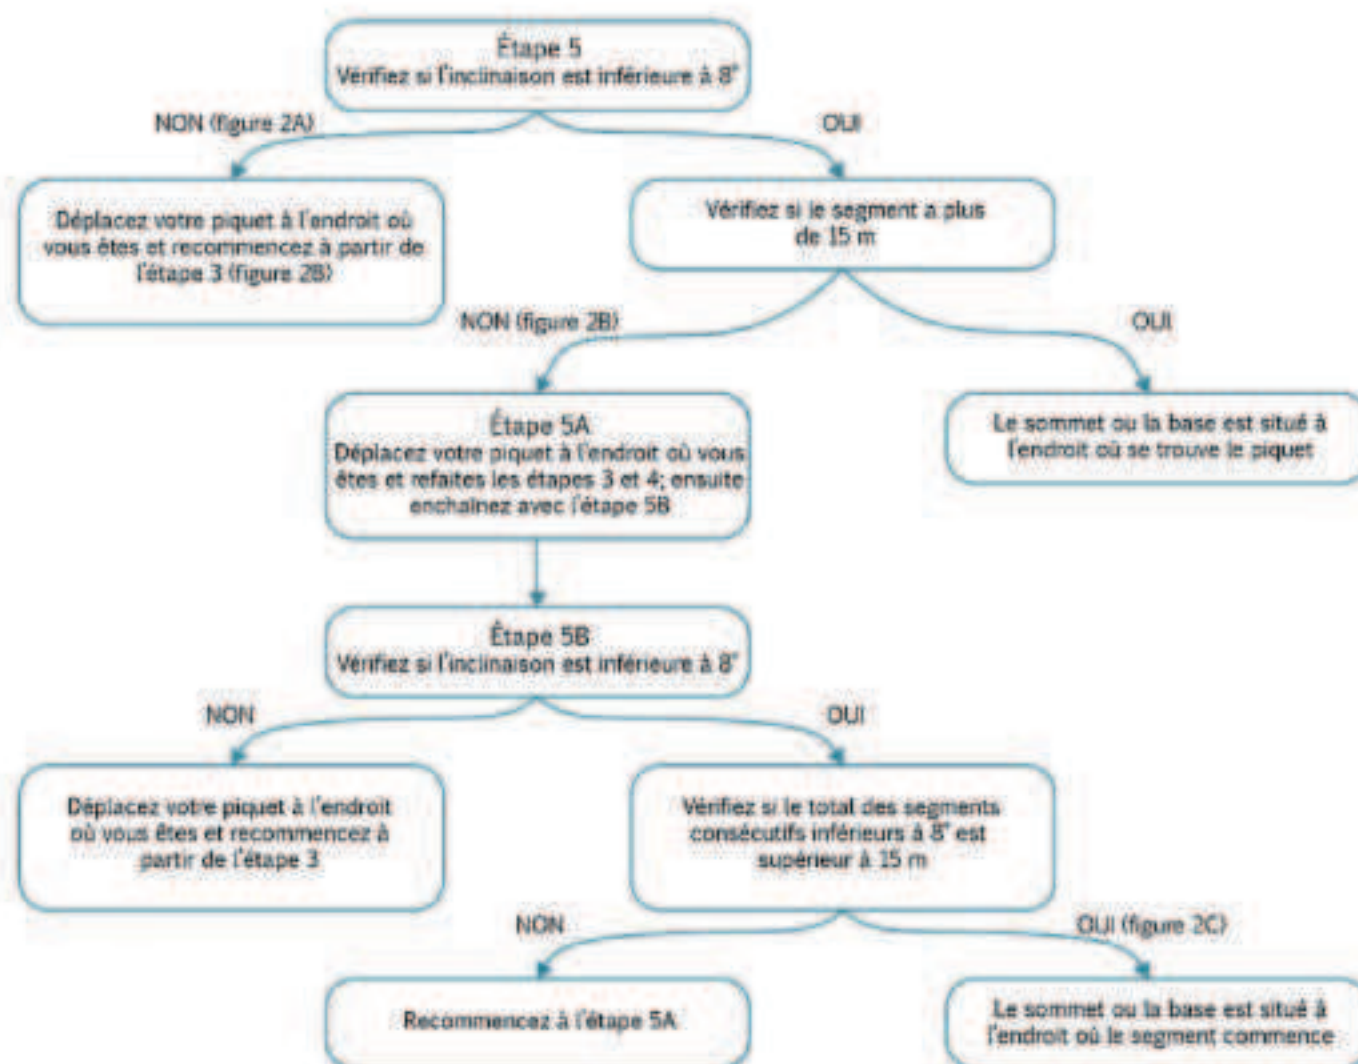 Étape 5
Vérifiez si l'inclinaison est inférieure à 8°
NON (figure 2A)
OUI
Déplacez votre piquet à l'endroit où
vous êtes et recommencez à partir de
l'étape 3 (figure 2B)
Vérifiez si le segment a plus
de 15 m
NON (figure 2B)
OUI
Étape 5A
Déplacez votre piquet à l'endroit où vous
êtes et refaites les étapes 3 et 4; ensuite
enchaînez avec l'étape 5B
Le sommet ou la base est situé à
l'endroit où se trouve le piquet
Étape 5B
Vérifiez si l'inclinaison est inférieure à 8°
NON
OUI
Déplacez votre piquet à l'endroit
où vous êtes et recommencez à
partir de l'étape 3
Vérifiez si le total des segments
consécutifs inférieurs à 8° est
supérieur à 15 m
NON
OUI (figure 2C)
Recommencez à l'étape 5A
Le sommet ou la base est situé à
l'endroit où le segment commence